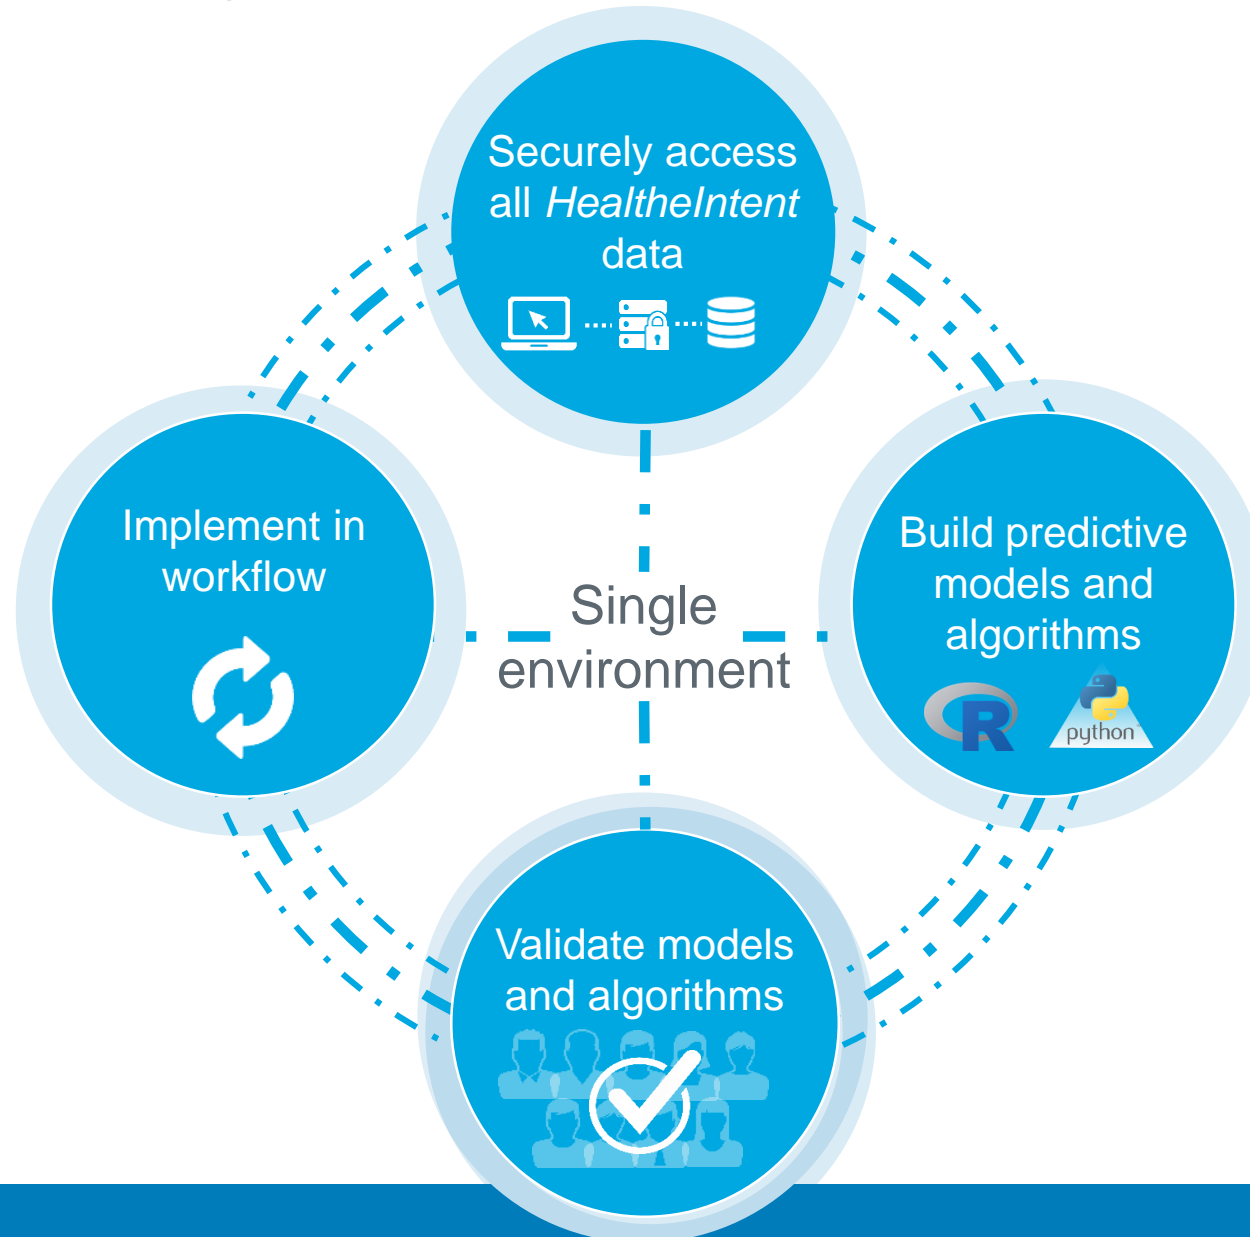 Securely access
all HealtheIntent
data
Implement in
workflow
Build predictive
models and
algorithms
R
python
Single
environment
Validate models
and algorithms